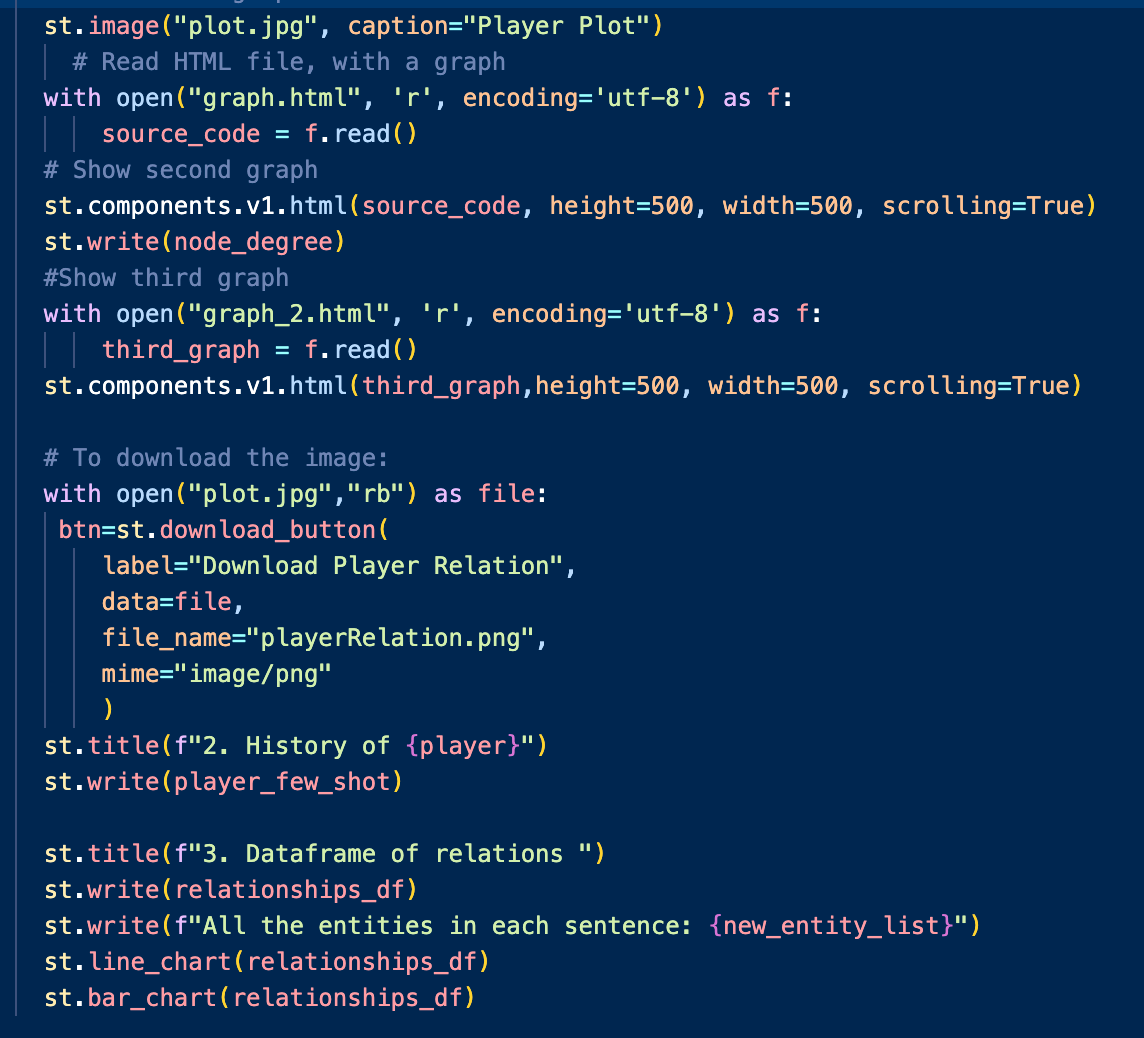 st.image("plot.jpg", caption="Player Plot")
# Read HTML file, with a graph
with open("graph.html", 'r', encoding='utf-8') as f:
source_code = f.read()
# Show second graph
st.components.v1.html(source_code, height=500, width=500, scrolling=True)
st.write(node_degree)
#Show third graph
with open("graph_2.html", 'r', encoding='utf-8') as f:
third_graph = f.read()
st.components.v1.html(third_graph,height=500, width=500, scrolling=True)
# To download the image:
with open("plot.jpg","rb") as file:
btn=st.download_button(
label="Download Player Relation",
data=file,
file_name="playerRelation.png",
mime="image/png"
)
st.title(f"2. History of {player}")
st.write(player_few_shot)
st.title(f"3. Dataframe of relations ")
st.write(relationships_df)
st.write(f"All the entities in each sentence: {new_entity_list}")
st.line_chart(relationships_df)
st.bar_chart(relationships_df)